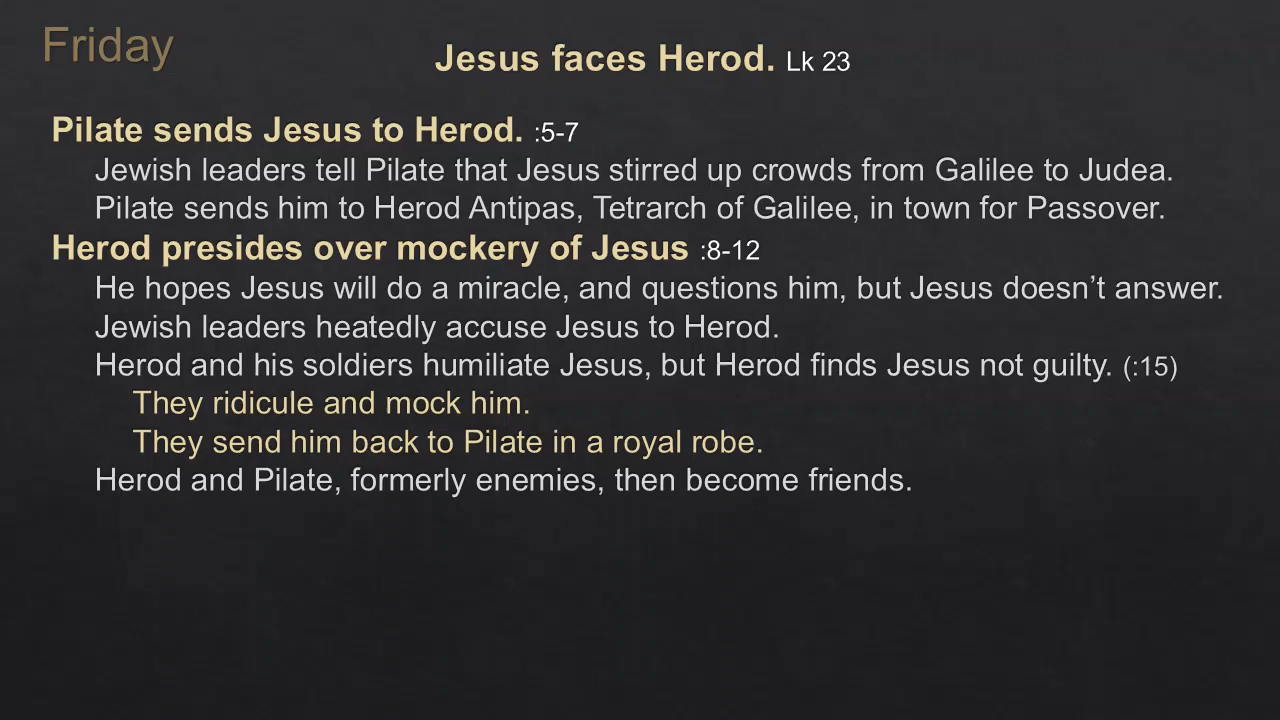 Friday
Jesus faces Herod. Lk 23
Pilate sends Jesus to Herod. :5-7
Jewish leaders tell Pilate that Jesus stirred up crowds from Galilee to Judea.
Pilate sends him to Herod Antipas, Tetrarch of Galilee, in town for Passover.
Herod presides over mockery of Jesus :8-12
He hopes Jesus will do a miracle, and questions him, but Jesus doesn’t answer.
Jewish leaders heatedly accuse Jesus to Herod.
Herod and his soldiers humiliate Jesus, but Herod finds Jesus not guilty. (:15)
They ridicule and mock him.
They send him back to Pilate in a royal robe.
Herod and Pilate, formerly enemies, then become friends.